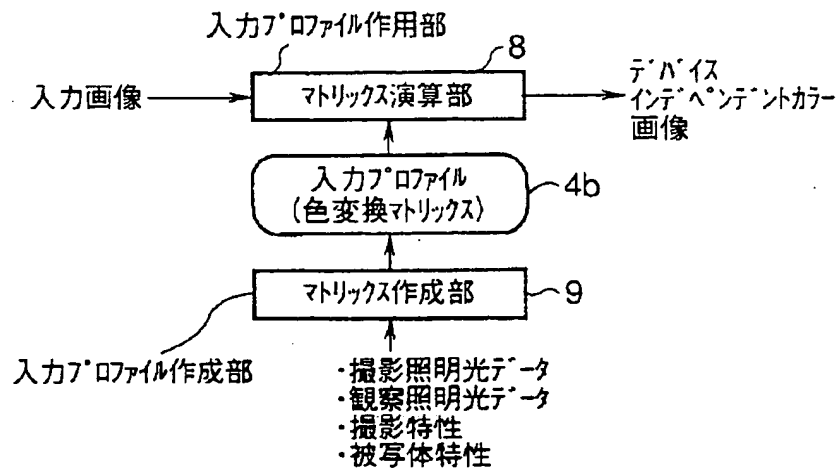 入力プロファイル作用部
8
入力画像
マトリックス演算部
デバイス
インデペンデントカラー
画像
入力プロファイル
(色変換マトリックス)
4b
マトリックス作成部
9
入力プロファイル作成部
・撮影照明光データ
・観察照明光データ
・撮影特性
・被写体特性